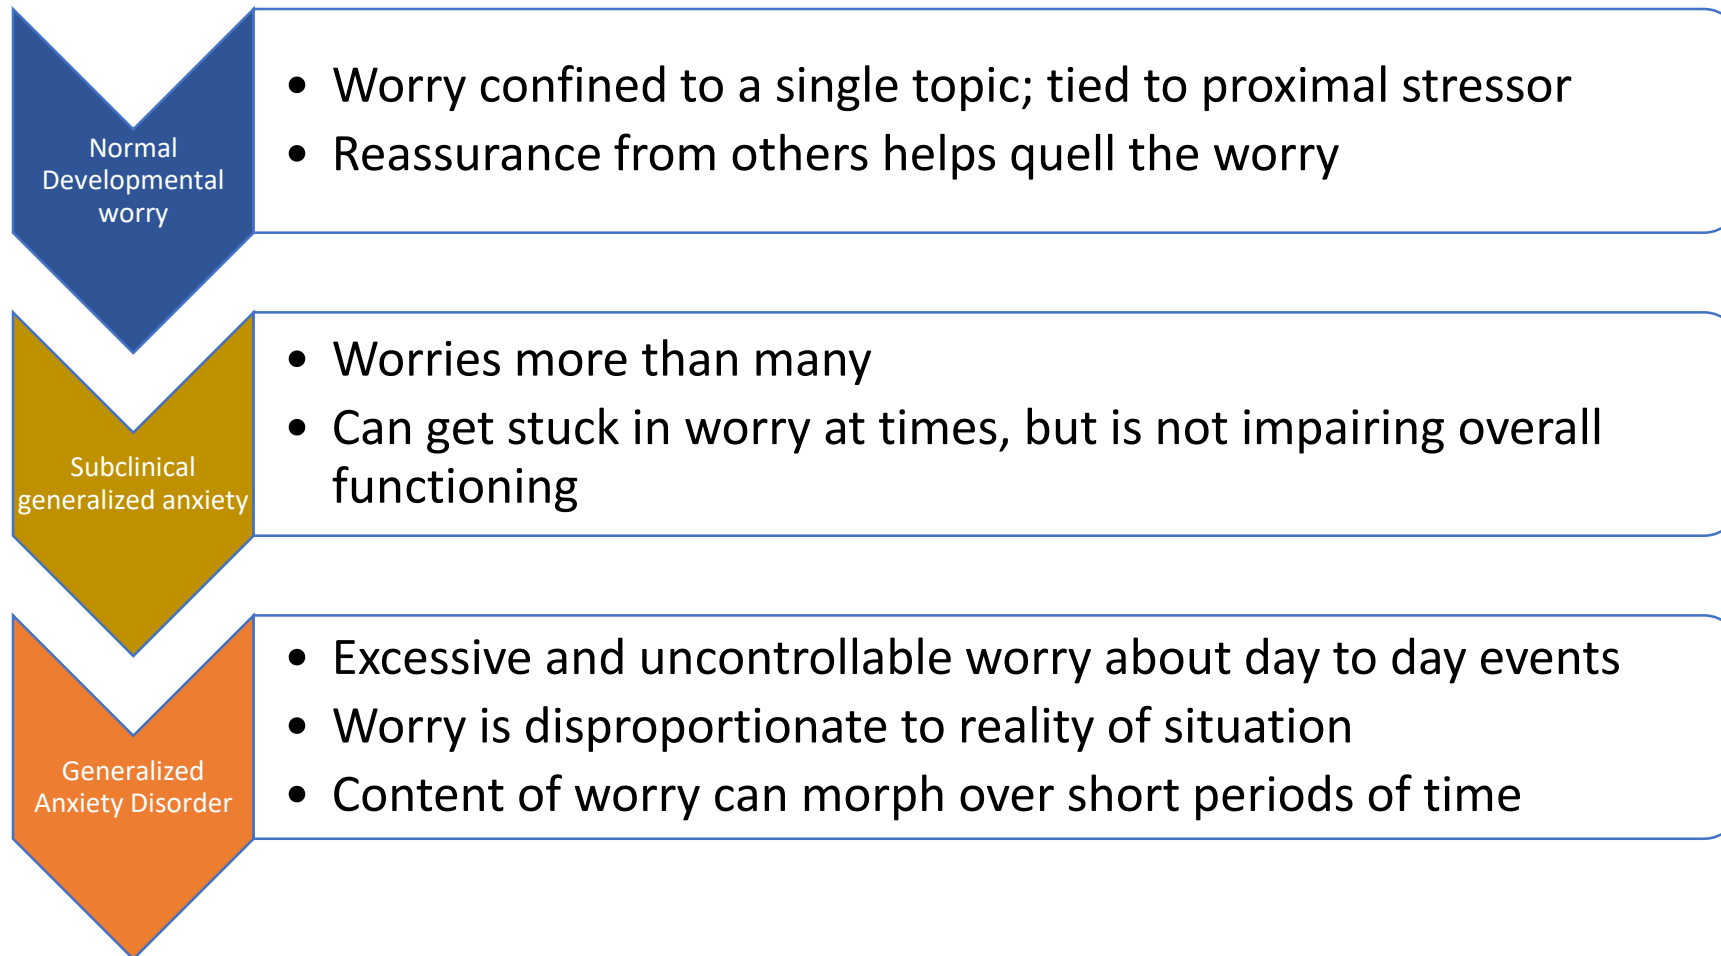 Normal
Developmental
worry
• Worry confined to a single topic; tied to proximal stressor
• Reassurance from others helps quell the worry
Subclinical
generalized anxiety
• Worries more than many
• Can get stuck in worry at times, but is not impairing overall
functioning
Generalized
Anxiety Disorder
• Excessive and uncontrollable worry about day to day events
• Worry is disproportionate to reality of situation
• Content of worry can morph over short periods of time